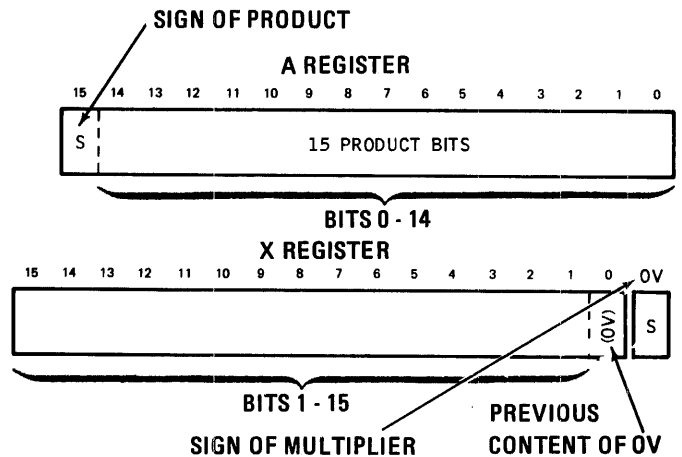 SIGN OF PRODUCT
A REGISTER
15 14 13 12 11 10 9 8 7 6 5 4 3 2 1 0
S 15 PRODUCT BITS
BITS 0 - 14
X REGISTER
15 14 13 12 11 10 9 8 7 6 5 4 3 2 1 0 OV
(OV) S
BITS 1 - 15
PREVIOUS
SIGN OF MULTIPLIER CONTENT OF OV